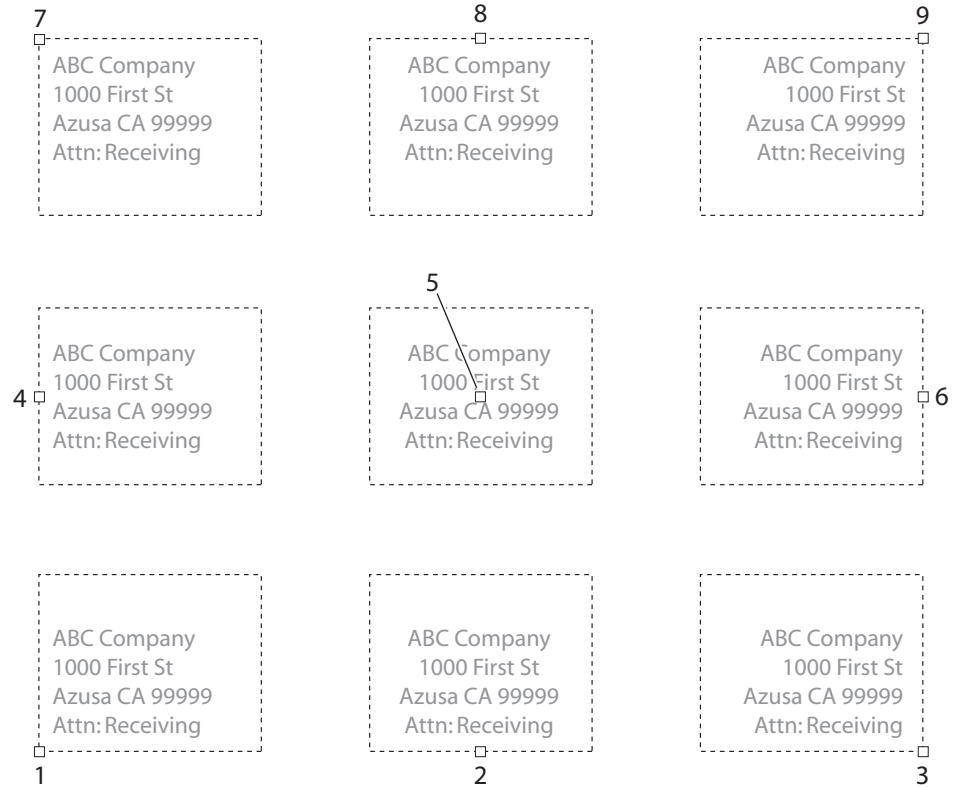 7
8
9
ABC Company
1000 First St
Azusa CA 99999
Attn: Receiving
ABC Company
1000 First St
Azusa CA 99999
Attn: Receiving
ABC Company
1000 First St
Azusa CA 99999
Attn: Receiving
5
4
ABC Company
1000 First St
Azusa CA 99999
Attn: Receiving
ABC Company
1000 First St
Azusa CA 99999
Attn: Receiving
ABC Company
1000 First St
Azusa CA 99999
Attn: Receiving
6
ABC Company
1000 First St
Azusa CA 99999
Attn: Receiving
ABC Company
1000 First St
Azusa CA 99999
Attn: Receiving
ABC Company
1000 First St
Azusa CA 99999
Attn: Receiving
1
2
3